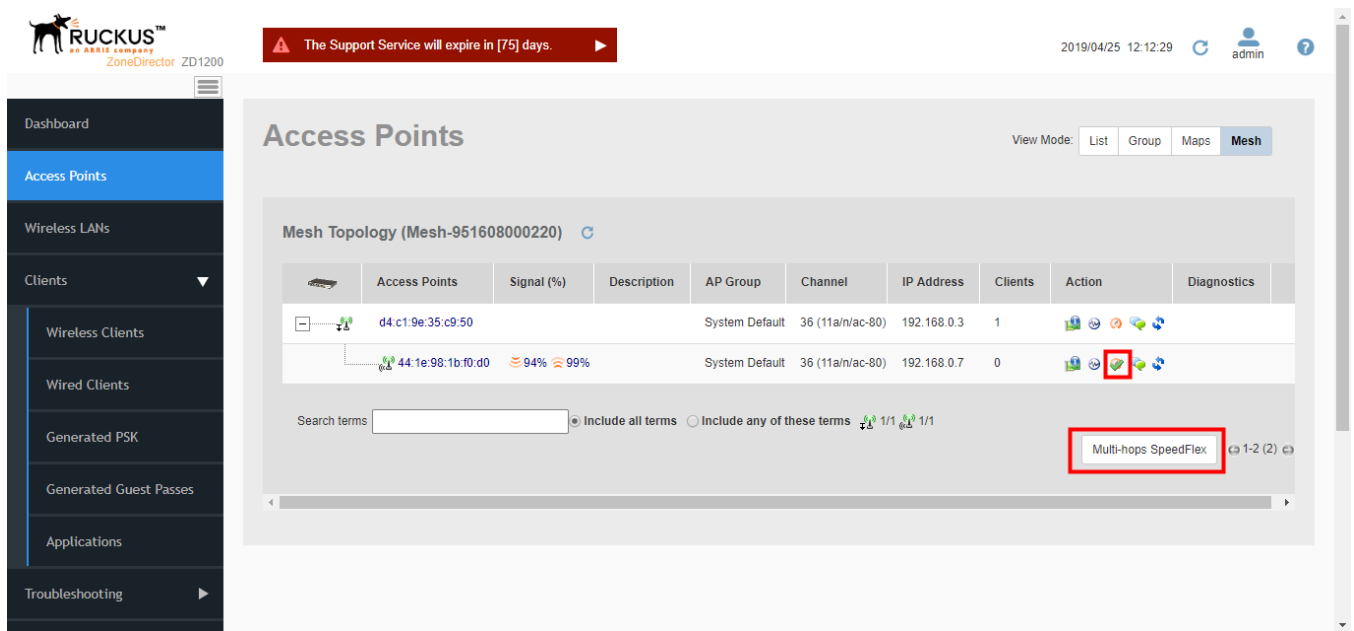 RUCKUS™
an ARRIS company
ZoneDirector ZD1200
The Support Service will expire in [75] days.
2019/04/25 12:12:29
admin
?
Dashboard
Access Points
Wireless LANs
Clients
Wireless Clients
Wired Clients
Generated PSK
Generated Guest Passes
Applications
Troubleshooting
Access Points
View Mode: List Group Maps Mesh
Mesh Topology (Mesh-951608000220)
Access Points Signal (%) Description AP Group Channel IP Address Clients Action Diagnostics
d4:c1:9e:35:c9:50 System Default 36 (11a/n/ac-80) 192.168.0.3 1
44:1e:98:1b:f0:d0 94% 99% System Default 36 (11a/n/ac-80) 192.168.0.7 0
Search terms Include all terms Include any of these terms 1/1 1/1
Multi-hops SpeedFlex 1-2 (2)